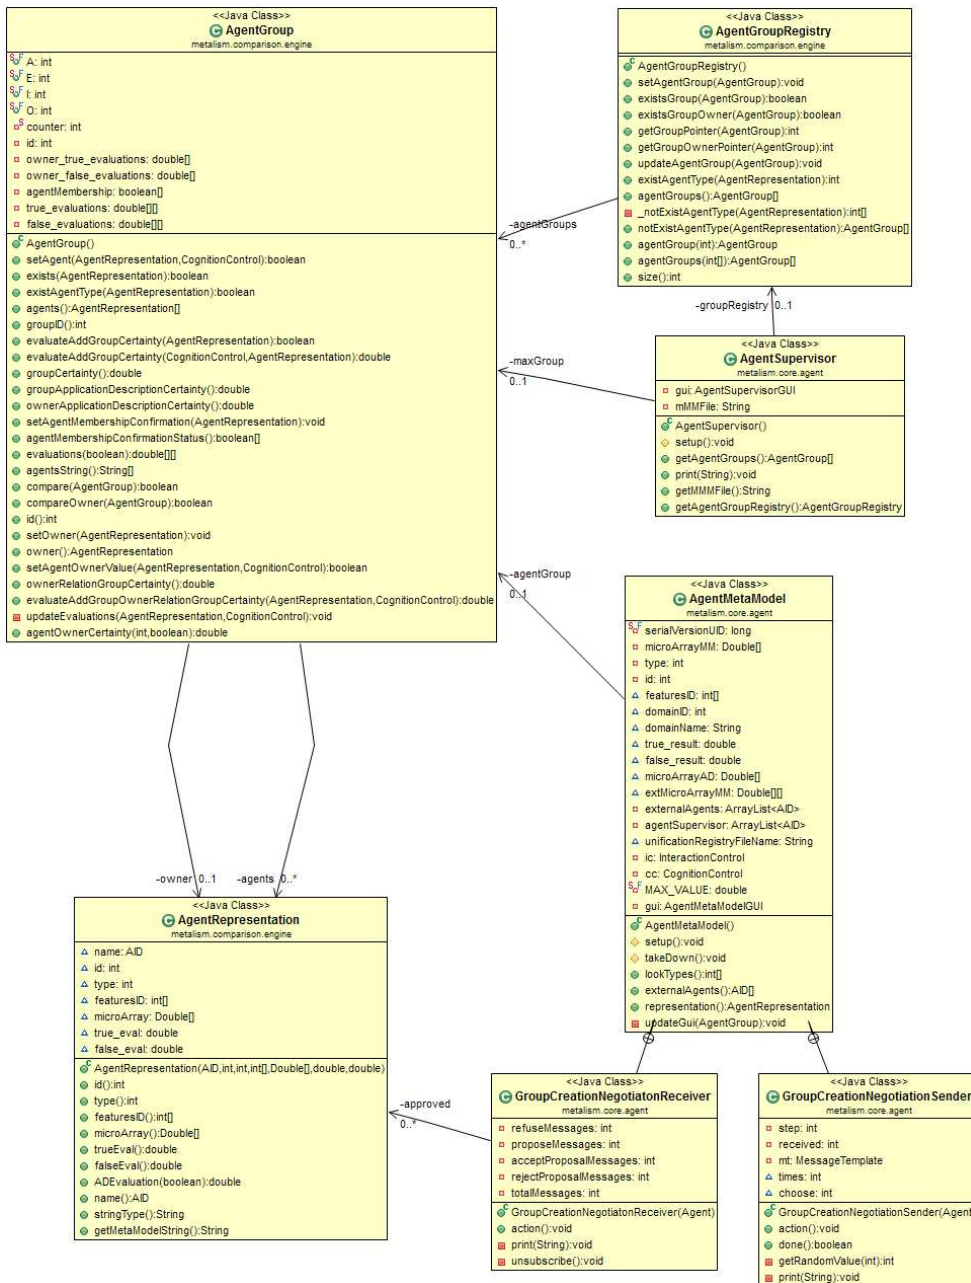 <<Java Class>>
AgentGroup
metalism.comparison.engine
A: int
E: int
I: int
O: int
counter: int
id: int
owner_true_evaluations: double[]
owner_false_evaluations: double[]
agentMembership: boolean[]
true_evaluations: double[][]
false_evaluations: double[][]
AgentGroup()
setAgent(AgentRepresentation,CognitionControl):boolean
exists(AgentRepresentation):boolean
existAgentType(AgentRepresentation):boolean
agents():AgentRepresentation[]
groupID():int
evaluateAddGroupCertainty(AgentRepresentation):boolean
evaluateAddGroupCertainty(CognitionControl,AgentRepresentation):double
groupCertainty():double
groupApplicationDescriptionCertainty():double
ownerApplicationDescriptionCertainty():double
setAgentMembershipConfirmation(AgentRepresentation):void
agentMembershipConfirmationStatus():boolean[]
evaluations(boolean):double[][]
agentsString():String[]
compare(AgentGroup):boolean
compareOwner(AgentGroup):boolean
id():int
setOwner(AgentRepresentation):void
owner():AgentRepresentation
setAgentOwnerValue(AgentRepresentation,CognitionControl):boolean
ownerRelationGroupCertainty():double
evaluateAddGroupOwnerRelationGroupCertainty(AgentRepresentation,CognitionControl):double
updateEvaluations(AgentRepresentation,CognitionControl):void
agentOwnerCertainty(int,boolean):double
<<Java Class>>
AgentGroupRegistry
metalism.comparison.engine
AgentGroupRegistry()
setAgentGroup(AgentGroup):void
existsGroup(AgentGroup):boolean
existsGroupOwner(AgentGroup):boolean
getGroupPointer(AgentGroup):int
getGroupOwnerPointer(AgentGroup):int
updateAgentGroup(AgentGroup):void
existAgentType(AgentRepresentation):int
agentGroups():AgentGroup[]
_notExistAgentType(AgentRepresentation):int[]
notExistAgentType(AgentRepresentation):AgentGroup[]
agentGroup(int):AgentGroup
agentGroups(int[]):AgentGroup[]
size():int
-agentGroups
0..*
-groupRegistry 0..1
<<Java Class>>
AgentSupervisor
metalism.core.agent
gui: AgentSupervisorGUI
mMMFile: String
AgentSupervisor()
setup():void
getAgentGroups():AgentGroup[]
print(String):void
getMMMFile():String
getAgentGroupRegistry():AgentGroupRegistry
-maxGroup
0..1
-agentGroup
0..1
<<Java Class>>
AgentMetaModel
metalism.core.agent
serialVersionUID: long
microArrayMM: Double[]
type: int
id: int
featuresID: int[]
domainID: int
domainName: String
true_result: double
false_result: double
microArrayAD: Double[]
extMicroArrayMM: Double[][]
externalAgents: ArrayList<AID>
agentSupervisor: ArrayList<AID>
unificationRegistryFileName: String
ic: InteractionControl
cc: CognitionControl
MAX_VALUE: double
gui: AgentMetaModelGUI
AgentMetaModel()
setup():void
takeDown():void
lookTypes():int[]
externalAgents():AID[]
representation():AgentRepresentation
updateGui(AgentGroup):void
-owner 0..1
-agents 0..*
<<Java Class>>
AgentRepresentation
metalism.comparison.engine
name: AID
id: int
type: int
featuresID: int[]
microArray: Double[]
true_eval: double
false_eval: double
AgentRepresentation(AID,int,int,int[],Double[],double,double)
id():int
type():int
featuresID():int[]
microArray():Double[]
trueEval():double
falseEval():double
ADEvaluation(boolean):double
name():AID
stringType():String
getMetaModelString():String
-approved
0..*
<<Java Class>>
GroupCreationNegotiatonReceiver
metalism.core.agent
refuseMessages: int
proposeMessages: int
acceptProposalMessages: int
rejectProposalMessages: int
totalMessages: int
GroupCreationNegotiatonReceiver(Agent)
action():void
print(String):void
unsubscribe():void
<<Java Class>>
GroupCreationNegotiationSender
metalism.core.agent
step: int
received: int
mt: MessageTemplate
times: int
choose: int
GroupCreationNegotiationSender(Agent
action():void
done():boolean
getRandomValue(int):int
print(String):void